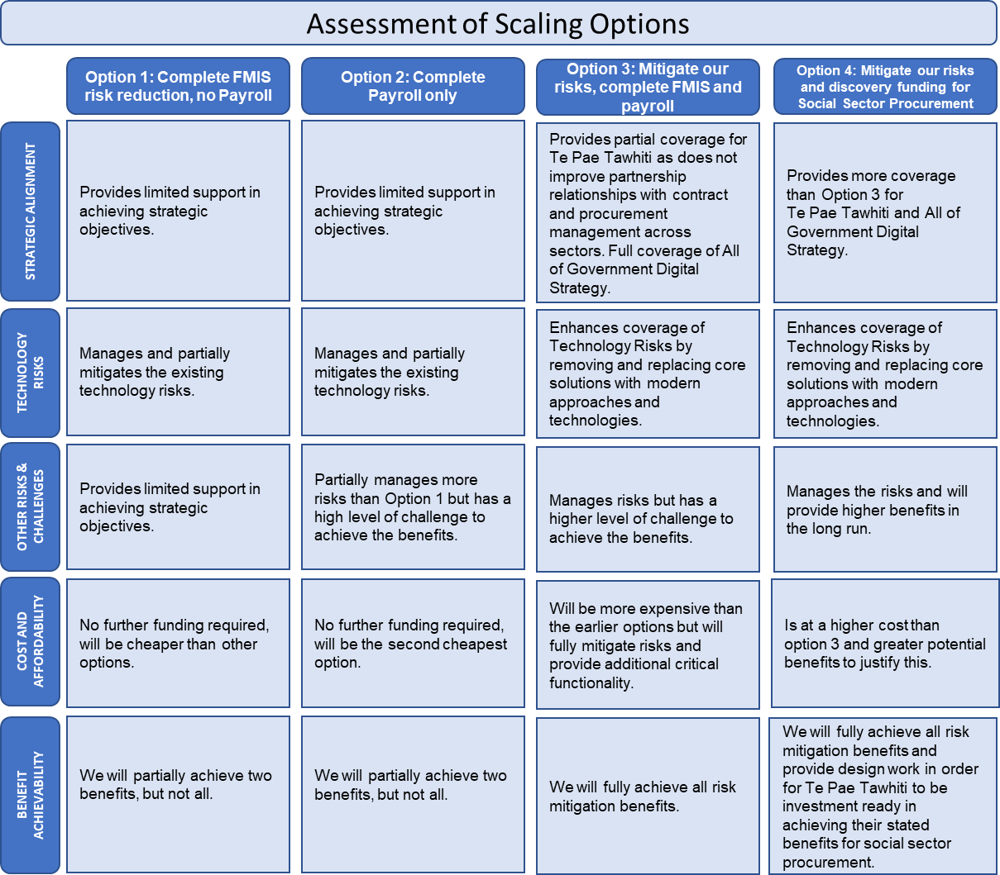 Assessment of Scaling Options
Option 1: Complete FMIS
risk reduction, no Payroll
Option 2: Complete
Payroll only
Option 3: Mitigate our
risks, complete FMIS and
payroll
Option 4: Mitigate our risks
and discovery funding for
Social Sector Procurement
STRATEGIC ALIGNMENT
Provides limited support in
achieving strategic
objectives.
Provides limited support in
achieving strategic
objectives.
Provides partial coverage for
Te Pae Tawhiti as does not
improve partnership
relationships with contract
and procurement
management across
sectors. Full coverage of All
of Government Digital
Strategy.
Provides more coverage
than Option 3 for
Te Pae Tawhiti and All of
Government Digital
Strategy.
TECHNOLOGY
RISKS
Manages and partially
mitigates the existing
technology risks.
Manages and partially
mitigates the existing
technology risks.
Enhances coverage of
Technology Risks by
removing and replacing core
solutions with modern
approaches and
technologies.
Enhances coverage of
Technology Risks by
removing and replacing core
solutions with modern
approaches and
technologies.
OTHER RISKS &
CHALLENGES
Provides limited support in
achieving strategic
objectives.
Partially manages more
risks than Option 1 but has a
high level of challenge to
achieve the benefits.
Manages risks but has a
higher level of challenge to
achieve the benefits.
Manages the risks and will
provide higher benefits in
the long run.
COST AND
AFFORDABILITY
No further funding required,
will be cheaper than other
options.
No further funding required,
will be the second cheapest
option.
Will be more expensive than
the earlier options but will
fully mitigate risks and
provide additional critical
functionality.
Is at a higher cost than
option 3 and greater potential
benefits to justify this.
BENEFIT
ACHIEVABILITY
We will partially achieve two
benefits, but not all.
We will partially achieve two
benefits, but not all.
We will fully achieve all risk
mitigation benefits.
We will fully achieve all risk
mitigation benefits and
provide design work in order
for Te Pae Tawhiti to be
investment ready in
achieving their stated
benefits for social sector
procurement.